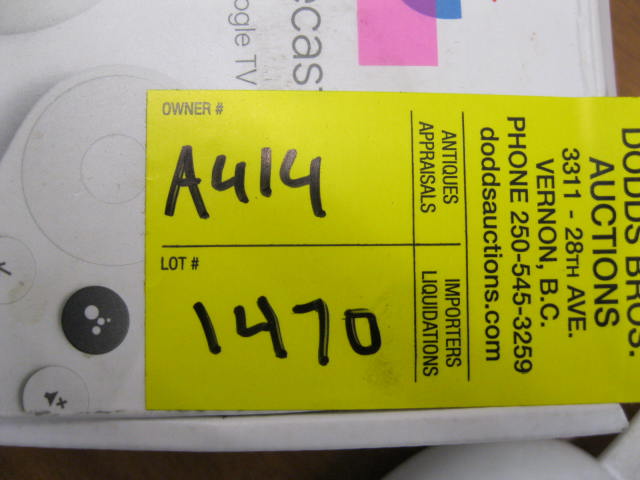 ecast
ogle TV
OWNER #
A414
LOT #
1470
ANTIQUES
APPRAISALS
IMPORTERS
LIQUIDATIONS
DODDS BROS.
AUCTIONS
3311 - 28TH AVE.
VERNON, B.C.
PHONE 250-545-3259
doddsauctions.com